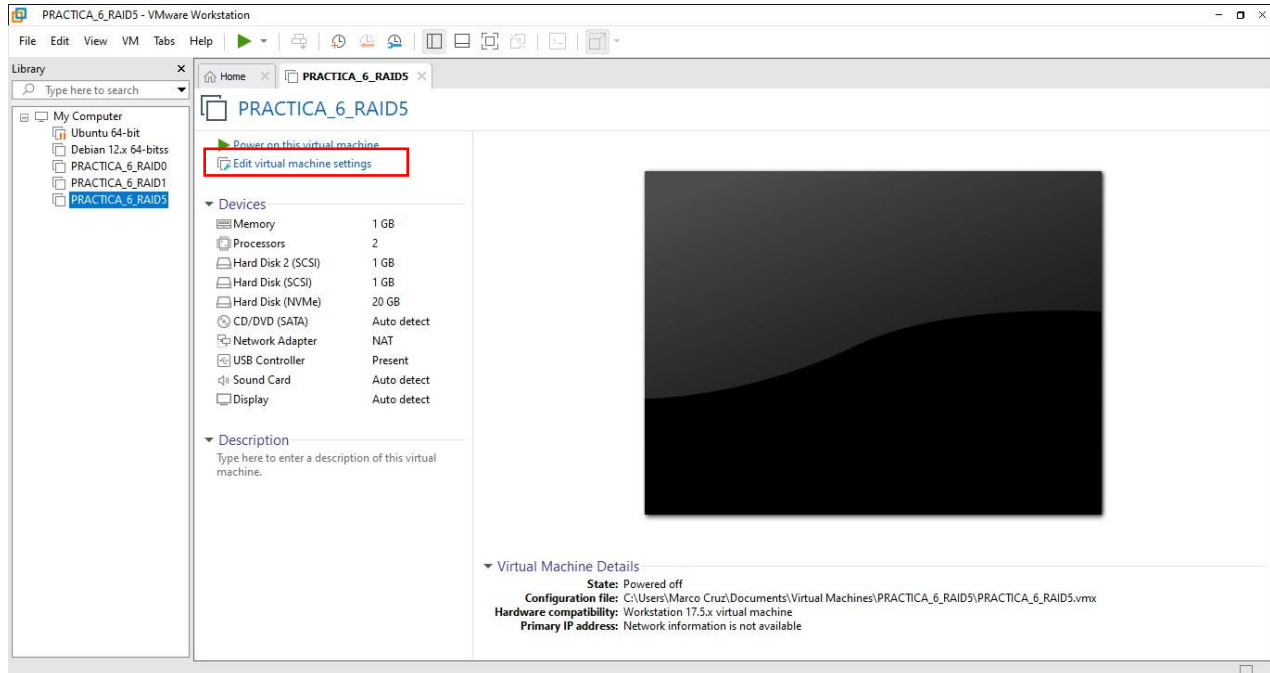 PRACTICA_6_RAID5 - VMware Workstation
File Edit View VM Tabs Help
Library
Type here to search
My Computer
Ubuntu 64-bit
Debian 12.x 64-bitss
PRACTICA_6_RAID0
PRACTICA_6_RAID1
PRACTICA_6_RAID5
Home PRACTICA_6_RAID5
PRACTICA_6_RAID5
Power on this virtual machine
Edit virtual machine settings
Devices
Memory 1 GB
Processors 2
Hard Disk 2 (SCSI) 1 GB
Hard Disk (SCSI) 1 GB
Hard Disk (NVMe) 20 GB
CD/DVD (SATA) Auto detect
Network Adapter NAT
USB Controller Present
Sound Card Auto detect
Display Auto detect
Description
Type here to enter a description of this virtual
machine.
Virtual Machine Details
State: Powered off
Configuration file: C:\Users\Marco Cruz\Documents\Virtual Machines\PRACTICA_6_RAID5\PRACTICA_6_RAID5.vmx
Hardware compatibility: Workstation 17.5.x virtual machine
Primary IP address: Network information is not available